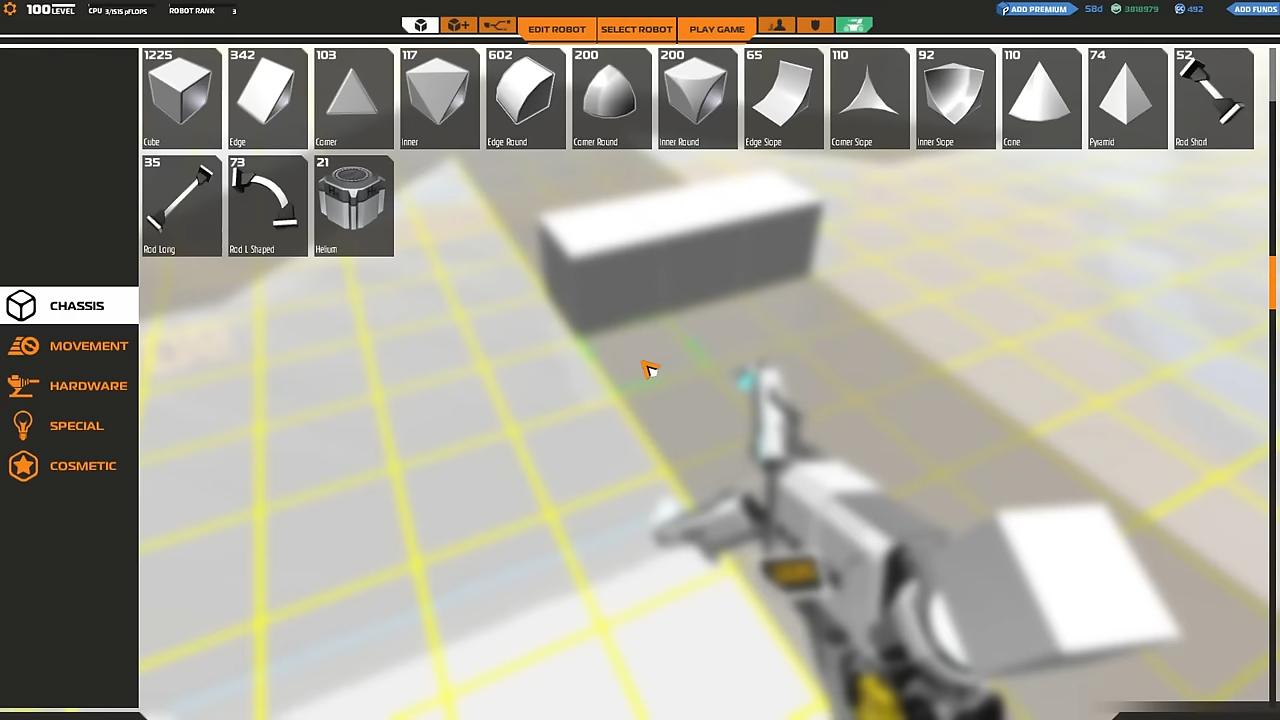 100 LEVEL CPU 3/1515 pFLOPS ROBOT RANK 3
ADD PREMIUM 58d 3818979 492 ADD FUNDS
EDIT ROBOT SELECT ROBOT PLAY GAME
1225 342 103 117 602 200 200 65 110 92 110 74 52
Cube Edge Corner Inner Edge Round Corner Round Inner Round Edge Slope Corner Slope Inner Slope Cone Pyramid Rod Short
35 73 21
Rod Long Rod L Shaped Helium
CHASSIS
MOVEMENT
HARDWARE
SPECIAL
COSMETIC